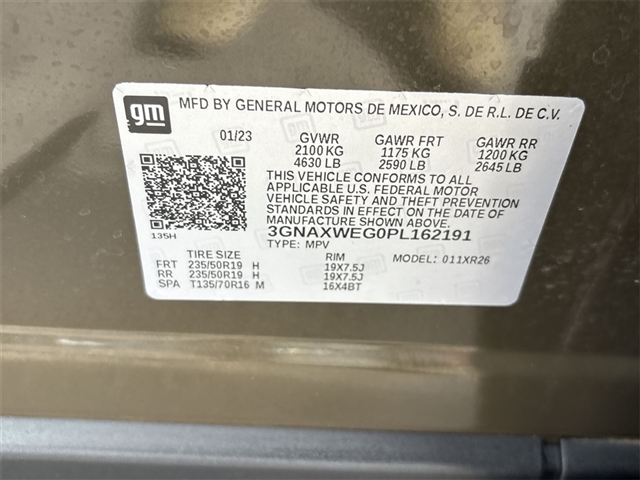 gm
MFD BY GENERAL MOTORS DE MEXICO, S. DE R.L. DE C.V.
01/23 GVWR GAWR FRT GAWR RR
2100 KG 1175 KG 1200 KG
4630 LB 2590 LB 2645 LB
THIS VEHICLE CONFORMS TO ALL
APPLICABLE U.S. FEDERAL MOTOR
VEHICLE SAFETY AND THEFT PREVENTION
STANDARDS IN EFFECT ON THE DATE OF
MANUFACTURE SHOWN ABOVE.
135H 3GNAXWEG0PL162191
TYPE: MPV MODEL: 011XR26
TIRE SIZE RIM
FRT 235/50R19 H 19X7.5J
RR 235/50R19 H 19X7.5J
SPA T135/70R16 M 16X4BT